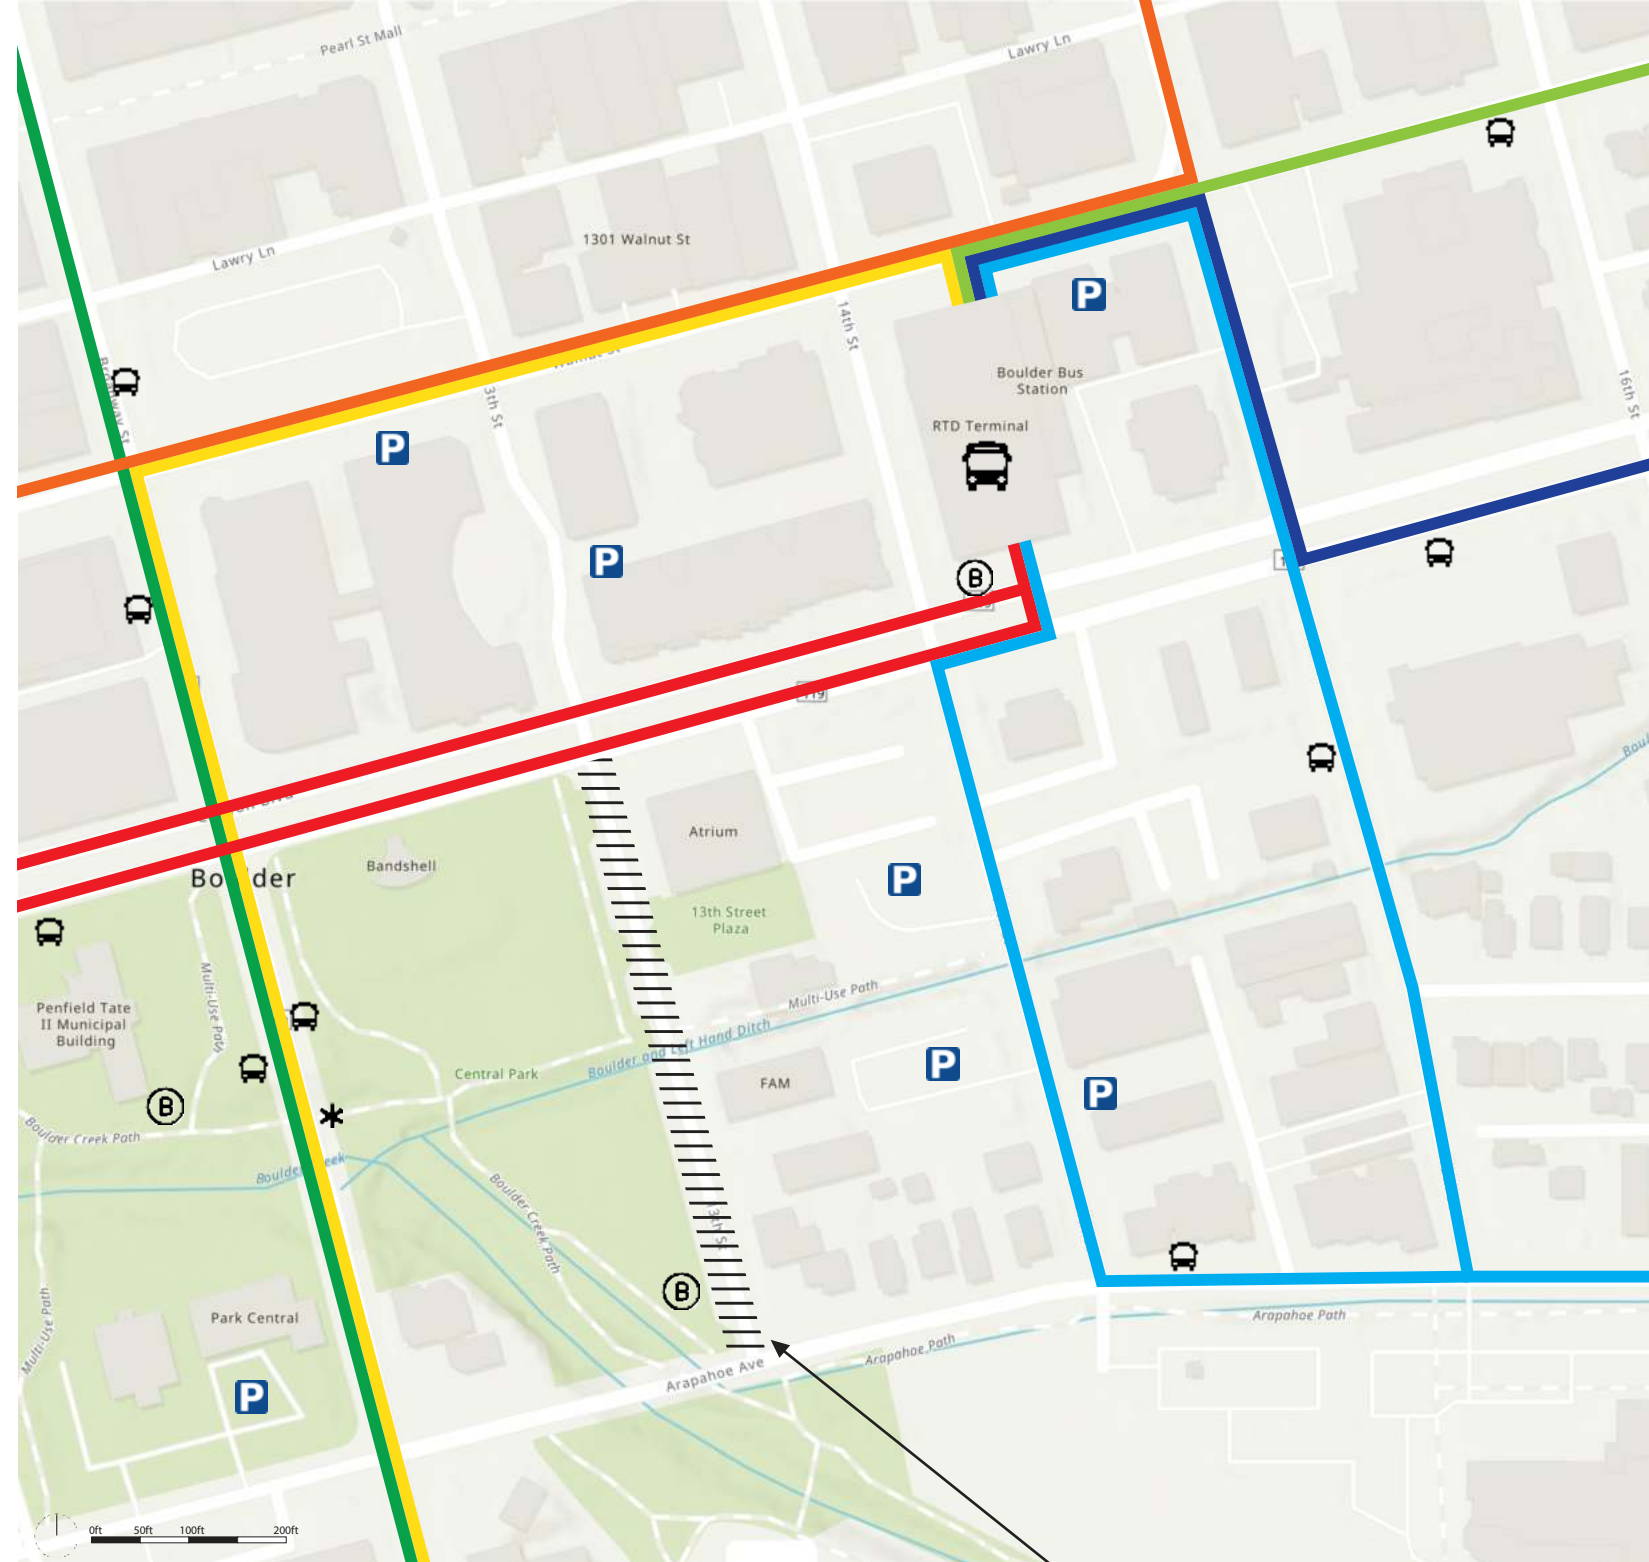 Pearl St Mall
Lawry Ln
1301 Walnut St
Lawry Ln
P
14th St
Boulder Bus
Station
16th St
3th St
RTD Terminal
P
P
B
119
Atrium
Bandshell
P
13th Street
Plaza
Multi-Use Path
Multi-Use Path
Penfield Tate
II Municipal
Building
Boulder and Left Hand Ditch
Central Park
FAM
P
P
B
Boulder Creek Path
Boulder Creek Path
13th St
B
Park Central
Multi-Use Path
Arapahoe Path
Arapahoe Path
Arapahoe Ave
P
0ft 50ft 100ft 200ft